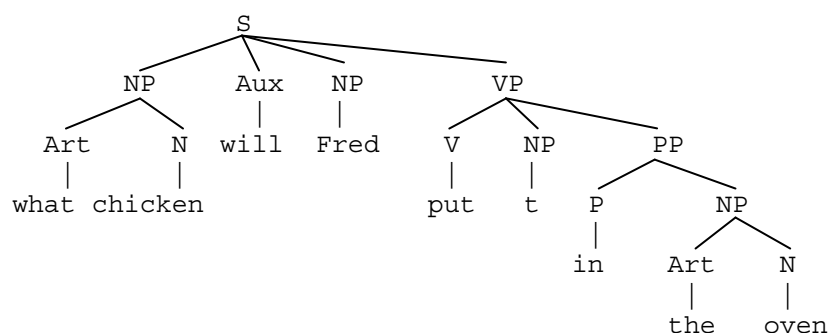 S
NP Aux NP VP
Art N will Fred V NP PP
what chicken put t P NP
in Art N
the oven